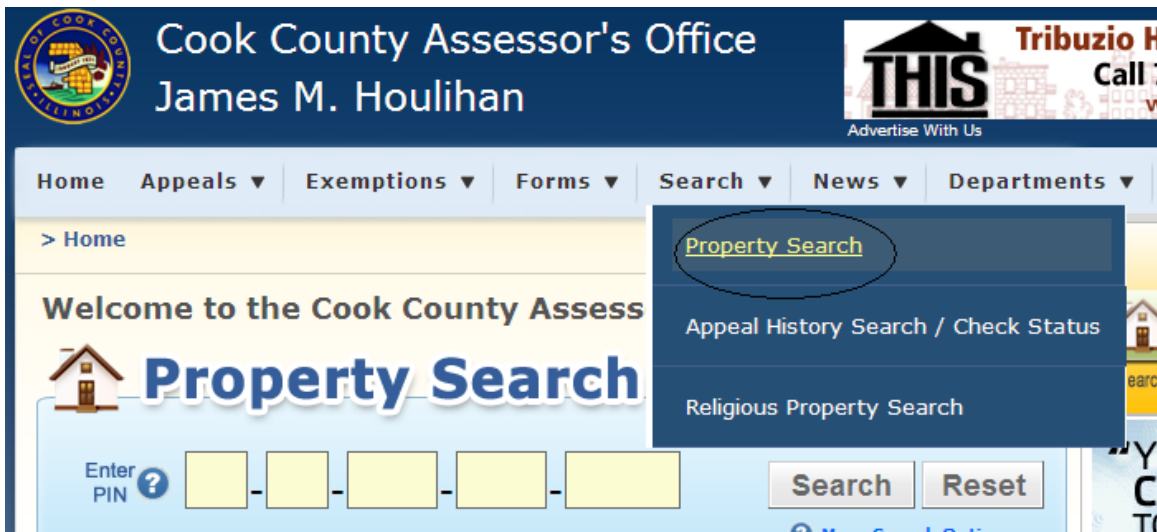 Cook County Assessor's Office
James M. Houlihan
THIS
Tribuzio
Call
Advertise With Us
Home Appeals ▼ Exemptions ▼ Forms ▼ Search ▼ News ▼ Departments ▼
> Home
Property Search
Appeal History Search / Check Status
Religious Property Search
Welcome to the Cook County Assess
Property Search
Enter
PIN ? - - - -
Search Reset